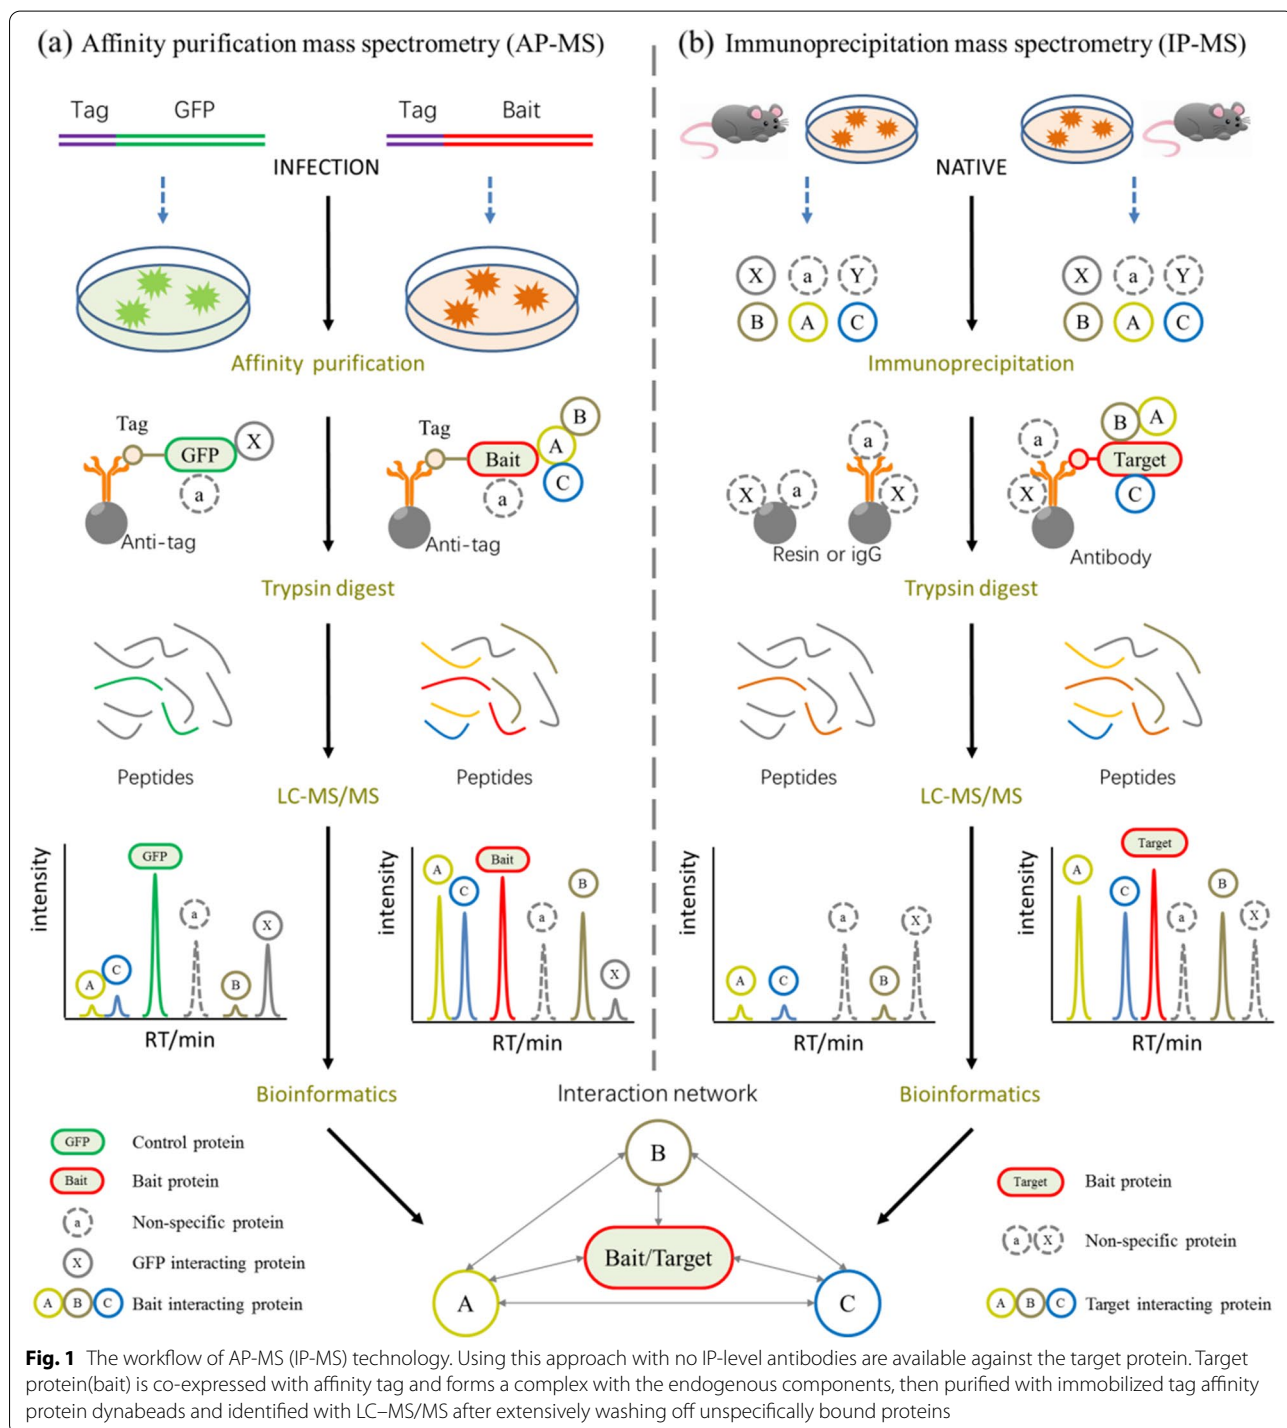 (a) Affinity purification mass spectrometry (AP-MS)
Tag GFP Tag Bait
INFECTION
Affinity purification
Tag
GFP
X
a
Anti-tag
Tag
Bait
A
B
C
a
Anti-tag
Trypsin digest
Peptides
Peptides
LC-MS/MS
intensity
A
C
GFP
a
B
X
RT/min
intensity
A
C
Bait
a
B
X
RT/min
Bioinformatics
(b) Immunoprecipitation mass spectrometry (IP-MS)
NATIVE
X a Y
B A C
X a Y
B A C
Immunoprecipitation
X a
a
X
Resin or igG
a
X
B A
Target
C
Antibody
Trypsin digest
Peptides
Peptides
LC-MS/MS
intensity
A
C
a
B
X
RT/min
intensity
A
C
Target
a
B
X
RT/min
Bioinformatics
Interaction network
B
Bait/Target
A
C
GFP Control protein
Bait Bait protein
a Non-specific protein
X GFP interacting protein
A B C Bait interacting protein
Target Bait protein
a X Non-specific protein
A B C Target interacting protein
Fig. 1 The workflow of AP-MS (IP-MS) technology. Using this approach with no IP-level antibodies are available against the target protein. Target
protein(bait) is co-expressed with affinity tag and forms a complex with the endogenous components, then purified with immobilized tag affinity
protein dynabeads and identified with LC–MS/MS after extensively washing off unspecifically bound proteins